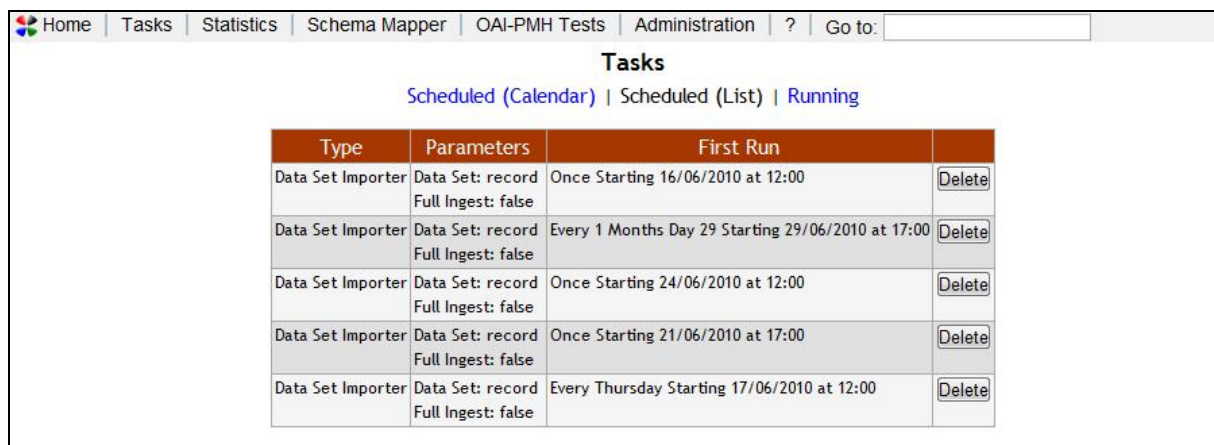 Home | Tasks | Statistics | Schema Mapper | OAI-PMH Tests | Administration | ? | Go to:
Tasks
Scheduled (Calendar) | Scheduled (List) | Running
Type Parameters First Run
Data Set Importer Data Set: record Once Starting 16/06/2010 at 12:00 Delete
Full Ingest: false
Data Set Importer Data Set: record Every 1 Months Day 29 Starting 29/06/2010 at 17:00 Delete
Full Ingest: false
Data Set Importer Data Set: record Once Starting 24/06/2010 at 12:00 Delete
Full Ingest: false
Data Set Importer Data Set: record Once Starting 21/06/2010 at 17:00 Delete
Full Ingest: false
Data Set Importer Data Set: record Every Thursday Starting 17/06/2010 at 12:00 Delete
Full Ingest: false